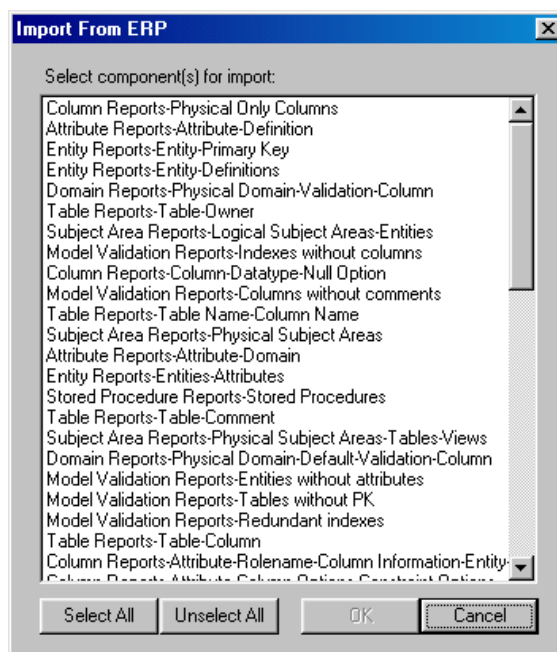 Import From ERP
Select component(s) for import:
Column Reports-Physical Only Columns
Attribute Reports-Attribute-Definition
Entity Reports-Entity-Primary Key
Entity Reports-Entity-Definitions
Domain Reports-Physical Domain-Validation-Column
Table Reports-Table-Owner
Subject Area Reports-Logical Subject Areas-Entities
Model Validation Reports-Indexes without columns
Column Reports-Column-Datatype-Null Option
Model Validation Reports-Columns without comments
Table Reports-Table Name-Column Name
Subject Area Reports-Physical Subject Areas
Attribute Reports-Attribute-Domain
Entity Reports-Entities-Attributes
Stored Procedure Reports-Stored Procedures
Table Reports-Table-Comment
Subject Area Reports-Physical Subject Areas-Tables-Views
Domain Reports-Physical Domain-Default-Validation-Column
Model Validation Reports-Entities without attributes
Model Validation Reports-Tables without PK
Model Validation Reports-Redundant indexes
Table Reports-Table-Column
Column Reports-Attribute-Rolename-Column Information-Entity-
Column Reports-Attribute-Column Options-Constraint Options
Select All Unselect All OK Cancel